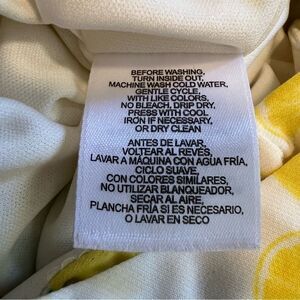 BEFORE WASHING,
TURN INSIDE OUT,
MACHINE WASH COLD WATER,
GENTLE CYCLE,
WITH LIKE COLORS,
NO BLEACH, DRIP DRY.
PRESS WITH COOL
IRON IF NECESSARY,
OR DRY CLEAN
ANTES DE LAVAR,
VOLTEAR AL REVÉS,
LAVAR A MÁQUINA CON AGUA FRÍA,
CICLO SUAVE,
CON COLORES SIMILARES,
NO UTILIZAR BLANQUEADOR,
SECAR AL AIRE,
PLANCHA FRÍA SI ES NECESARIO,
O LAVAR EN SECO